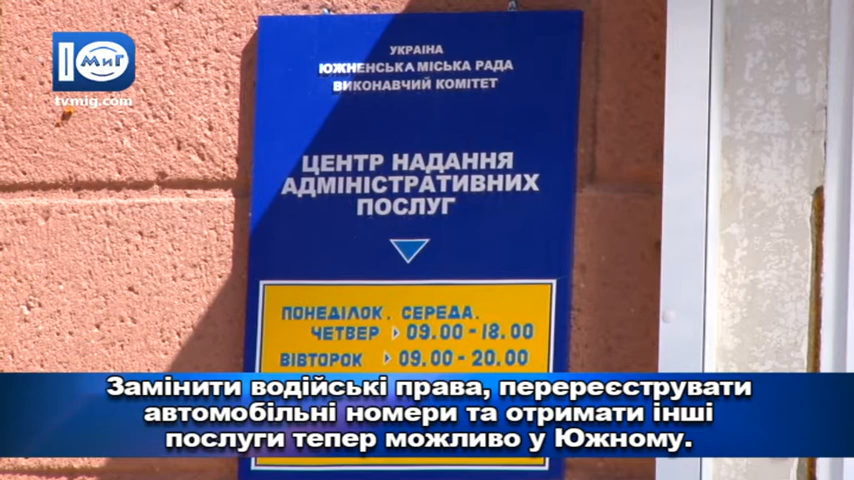 Ю МиГ
tvmig.com
УКРАЇНА
ЮЖНЕНСЬКА МІСЬКА РАДА
ВИКОНАВЧИЙ КОМІТЕТ
ЦЕНТР НАДАННЯ
АДМІНІСТРАТИВНИХ
ПОСЛУГ
ПОНЕДІЛОК, СЕРЕДА,
ЧЕТВЕР 09.00-18.00
ВІВТОРОК 09.00-20.00
Замінити водійські права, перереєструвати
автомобільні номери та отримати інші
послуги тепер можливо у Южному.